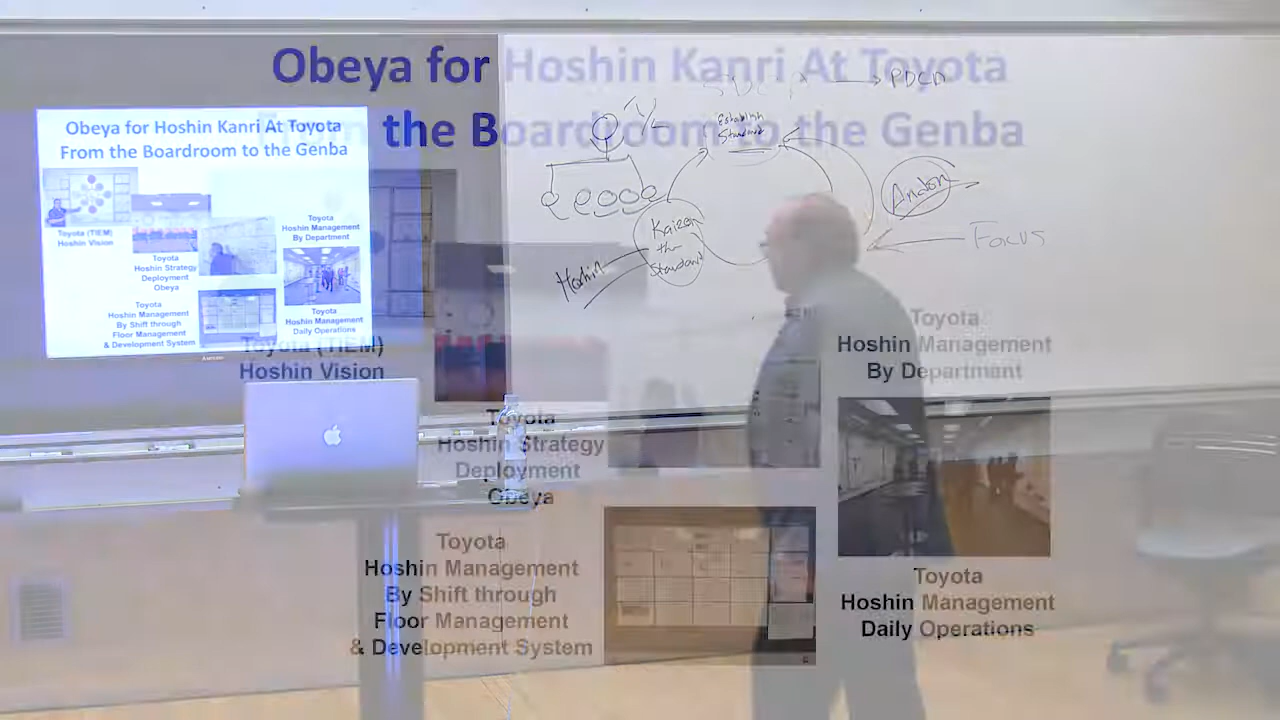 Obeya for Hoshin Kanri At Toyota
From the Boardroom to the Genba
Toyota (TIEM)
Hoshin Vision
Toyota
Hoshin Strategy
Deployment
Obeya
Toyota
Hoshin Management
By Department
Toyota
Hoshin Management
By Shift through
Floor Management
& Development System
Toyota
Hoshin Management
Daily Operations
Obeya for Hoshin Kanri At Toyota
From the Boardroom to the Genba
Toyota (TIEM)
Hoshin Vision
Toyota
Hoshin Management
By Department
Toyota
Hoshin Strategy
Deployment
Obeya
Toyota
Hoshin Management
By Shift through
Floor Management
& Development System
Toyota
Hoshin Management
Daily Operations
Establish
Standard
Andon
Focus
Kaizen
the
Standard
Hoshin